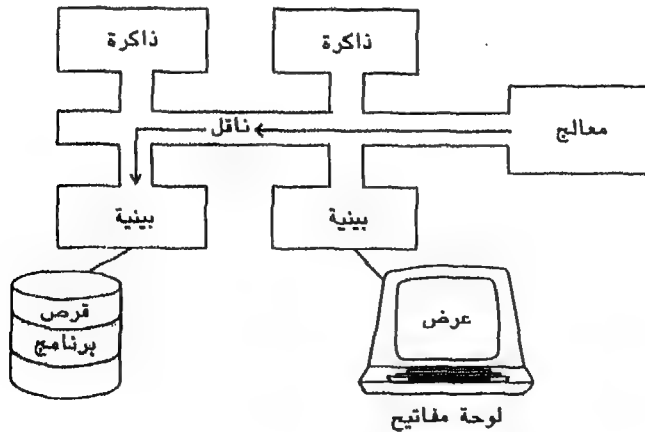 ذاكرة
ذاكرة
معالج
ناقل
بينية
بينية
قرص
برنامج
عرض
لوحة مفاتيح